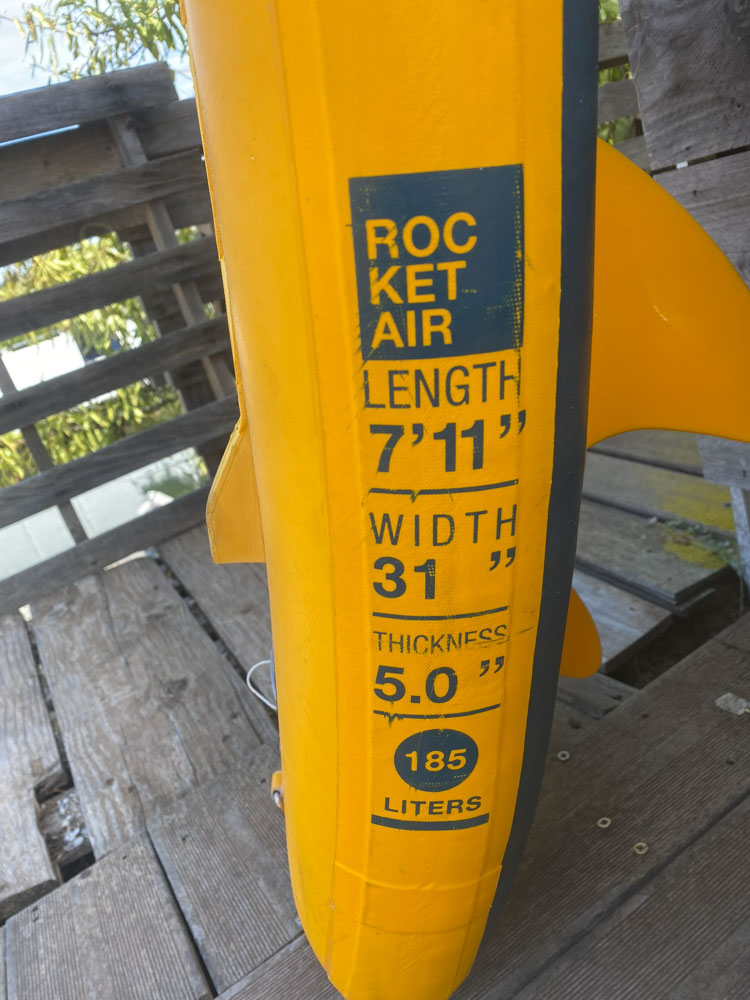 ROC
KET
AIR
LENGTH
7'11”
WIDTH
31 ”
THICKNESS
5.0 ”
185
LITERS